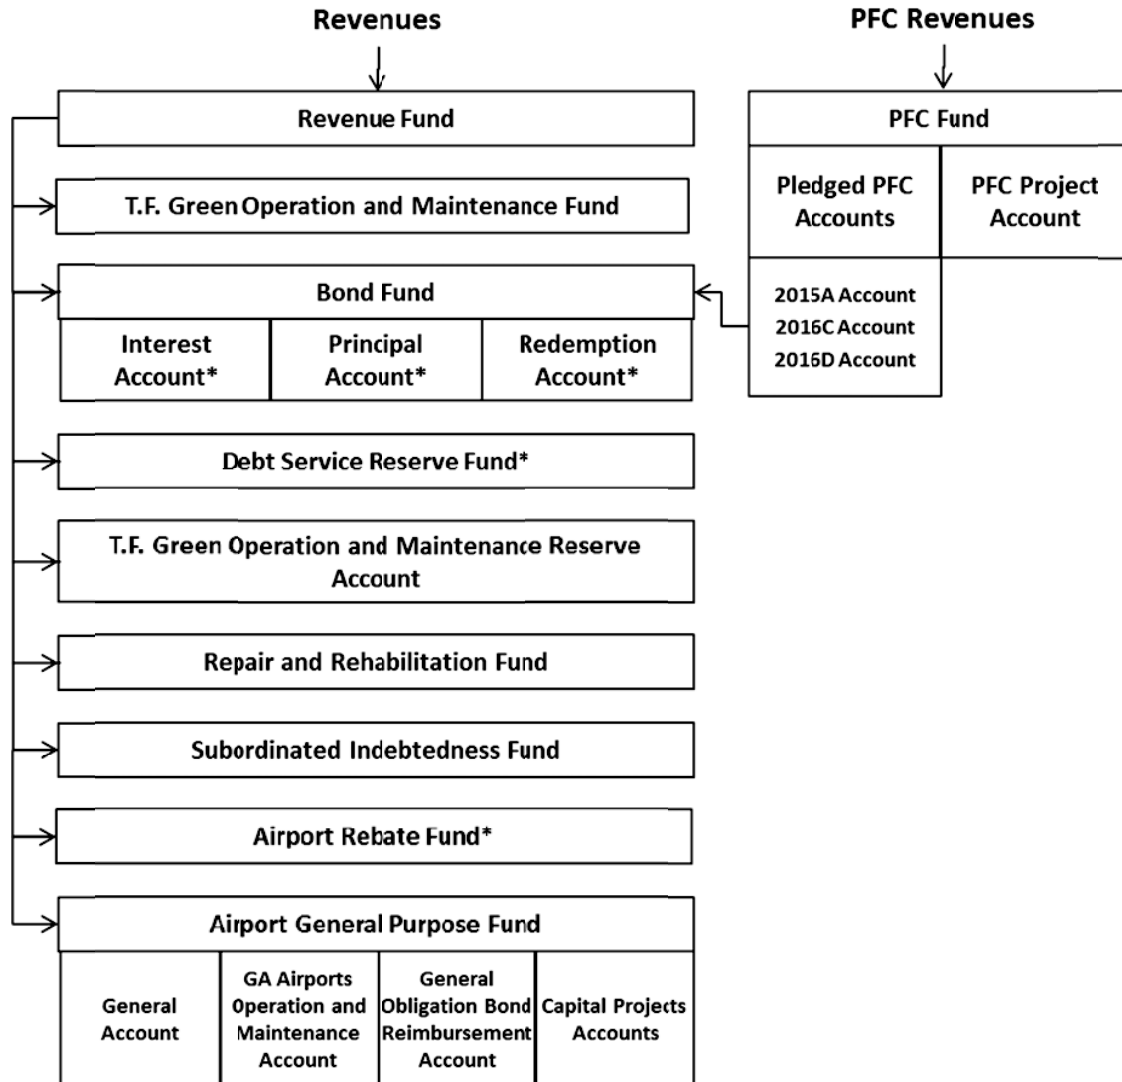 Revenues
PFC Revenues
Revenue Fund
PFC Fund
T.F. Green Operation and Maintenance Fund
Pledged PFC
Accounts
PFC Project
Account
Bond Fund
2015A Account
2016C Account
2016D Account
Interest
Account*
Principal
Account*
Redemption
Account*
Debt Service Reserve Fund*
T.F. Green Operation and Maintenance Reserve
Account
Repair and Rehabilitation Fund
Subordinated Indebtedness Fund
Airport Rebate Fund*
Airport General Purpose Fund
General
Account
GA Airports
Operation and
Maintenance
Account
General
Obligation Bond
Reimbursement
Account
Capital Projects
Accounts